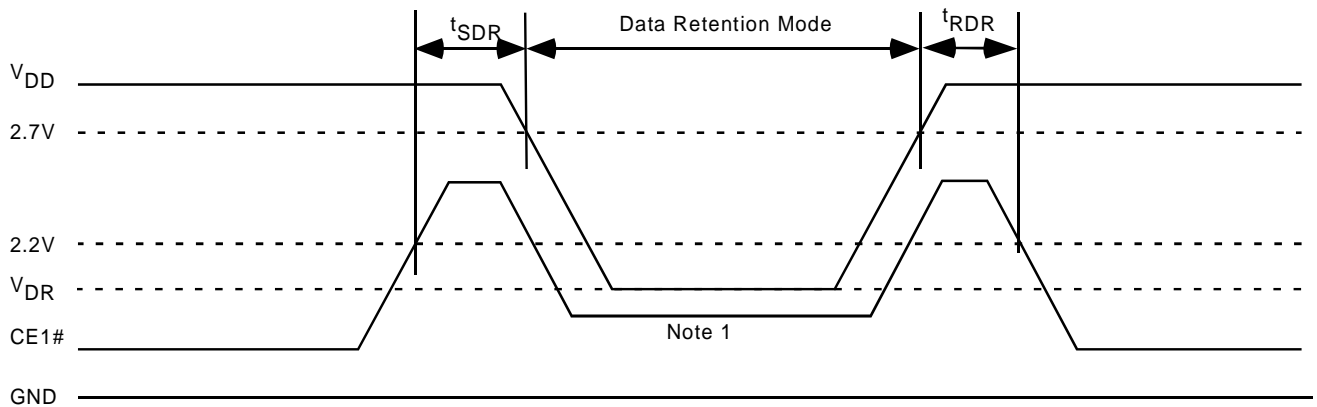 tSDR
Data Retention Mode
tRDR
VDD
2.7V
2.2V
VDR
CE1#
Note 1
GND